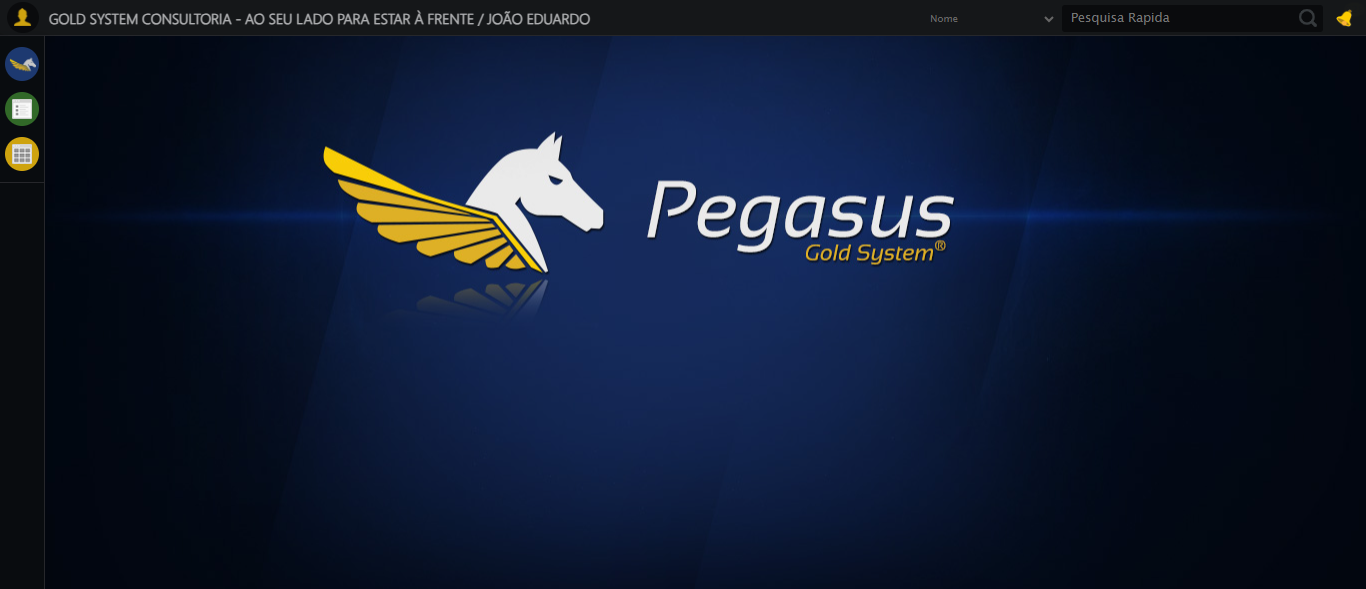 GOLD SYSTEM CONSULTORIA - AO SEU LADO PARA ESTAR À FRENTE / JOÃO EDUARDO
Nome
Pesquisa Rapida
Pegasus
Gold System®